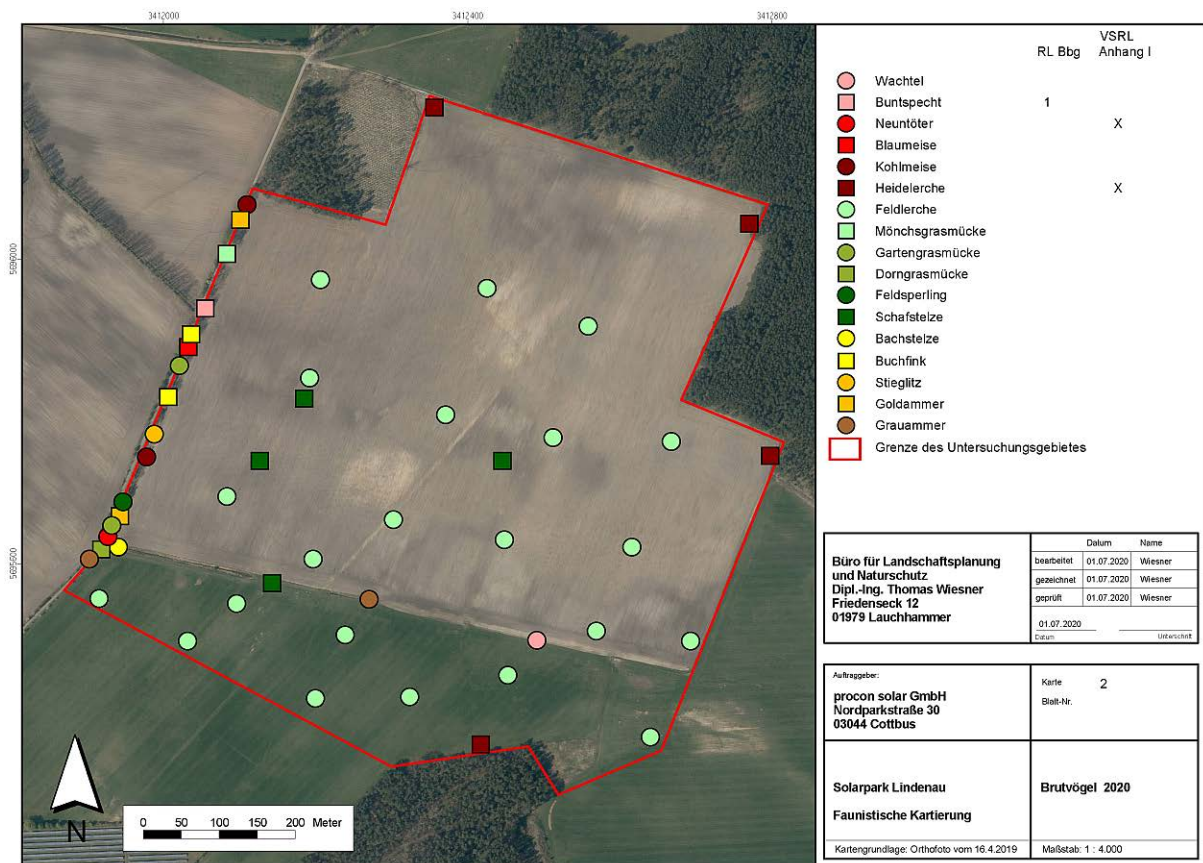 3412000
3412400
3412800
5696000
5695600
VSRL
RL Bbg
Anhang I
Wachtel
Buntspecht
1
Neuntöter
X
Blaumeise
Kohlmeise
Heidelerche
X
Feldlerche
Mönchsgrasmücke
Gartengrasmücke
Dorngrasmücke
Feldsperling
Schafstelze
Bachstelze
Buchfink
Stieglitz
Goldammer
Grauammer
Grenze des Untersuchungsgebietes
Büro für Landschaftsplanung
und Naturschutz
Dipl.-Ing. Thomas Wiesner
Friedenseck 12
01979 Lauchhammer
Datum Name
bearbeitet 01.07.2020 Wiesner
gezeichnet 01.07.2020 Wiesner
geprüft 01.07.2020 Wiesner
01.07.2020
Datum Unterschrift
Auftraggeber:
procon solar GmbH
Nordparkstraße 30
03044 Cottbus
Karte 2
Blatt-Nr.
Solarpark Lindenau
Faunistische Kartierung
Brutvögel 2020
Kartengrundlage: Orthofoto vom 16.4.2019
Maßstab: 1 : 4.000
N
0 50 100 150 200 Meter